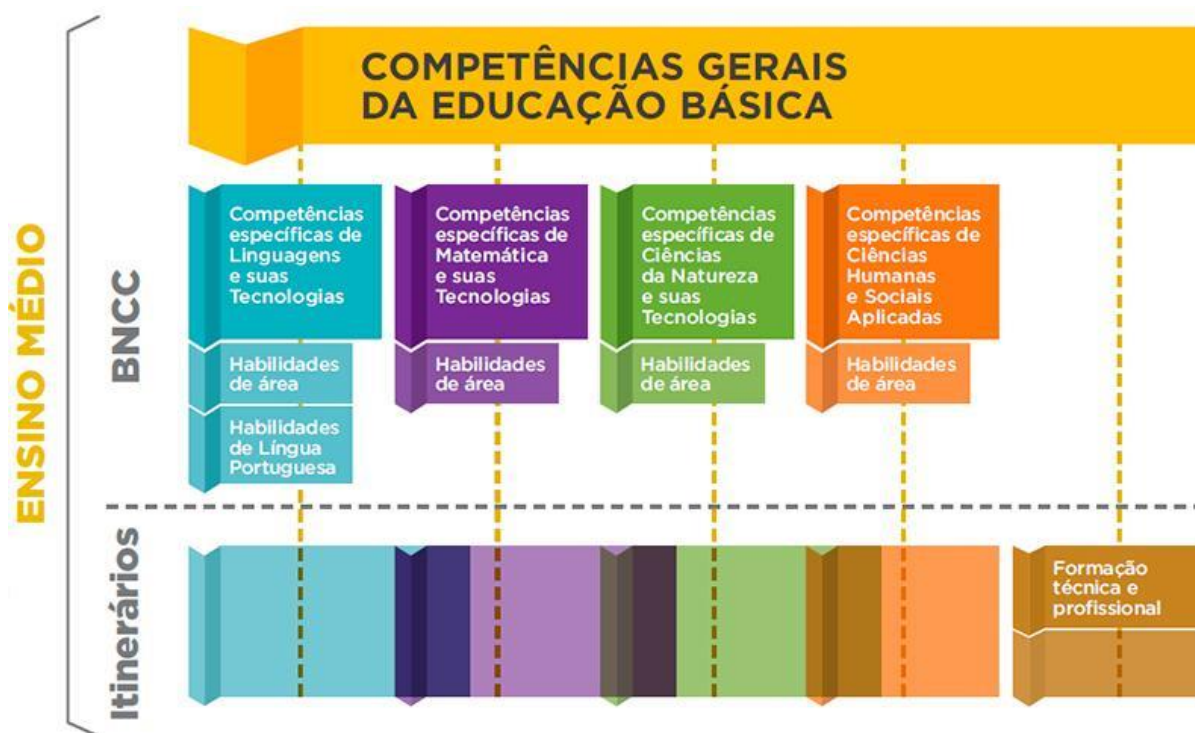 COMPETÊNCIAS GERAIS
DA EDUCAÇÃO BÁSICA
ENSINO MÉDIO
BNCC
Competências
específicas de
Linguagens
e suas
Tecnologias
Habilidades
de área
Habilidades
de Língua
Portuguesa
Competências
específicas de
Matemática
e suas
Tecnologias
Habilidades
de área
Competências
específicas de
Ciências
da Natureza
e suas
Tecnologias
Habilidades
de área
Competências
específicas de
Ciências
Humanas
e Sociais
Aplicadas
Habilidades
de área
Itinerários
Formação
técnica e
profissional